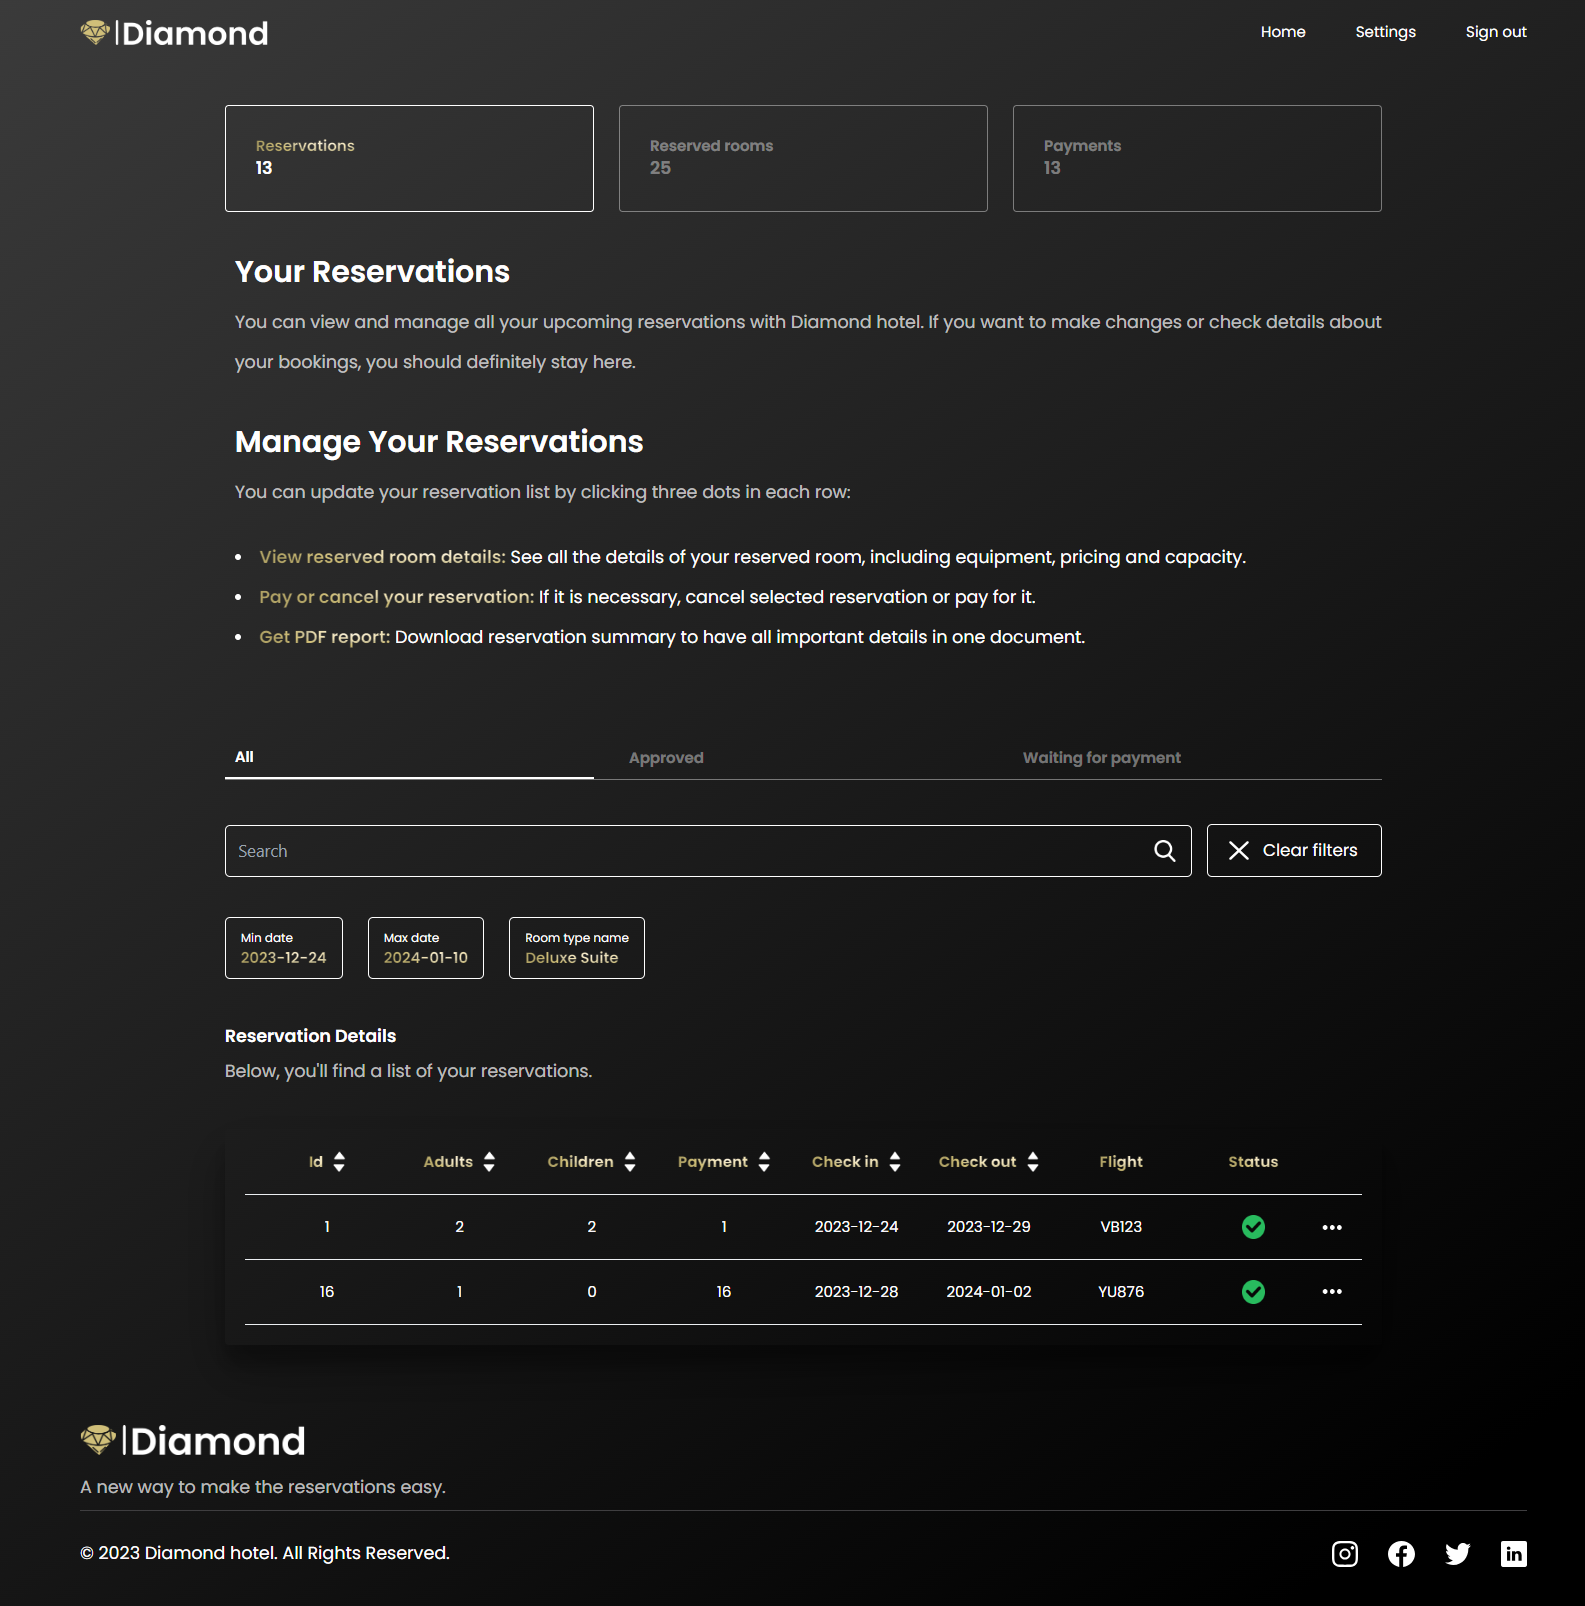 |Diamond
Home Settings Sign out
Reservations
13
Reserved rooms
25
Payments
13
Your Reservations
You can view and manage all your upcoming reservations with Diamond hotel. If you want to make changes or check details about
your bookings, you should definitely stay here.
Manage Your Reservations
You can update your reservation list by clicking three dots in each row:
• View reserved room details: See all the details of your reserved room, including equipment, pricing and capacity.
• Pay or cancel your reservation: If it is necessary, cancel selected reservation or pay for it.
• Get PDF report: Download reservation summary to have all important details in one document.
All Approved Waiting for payment
Search
Clear filters
Min date
2023-12-24
Max date
2024-01-10
Room type name
Deluxe Suite
Reservation Details
Below, you'll find a list of your reservations.
Id Adults Children Payment Check in Check out Flight Status
1 2 2 1 2023-12-24 2023-12-29 VB123
16 1 0 16 2023-12-28 2024-01-02 YU876
|Diamond
A new way to make the reservations easy.
© 2023 Diamond hotel. All Rights Reserved.
in